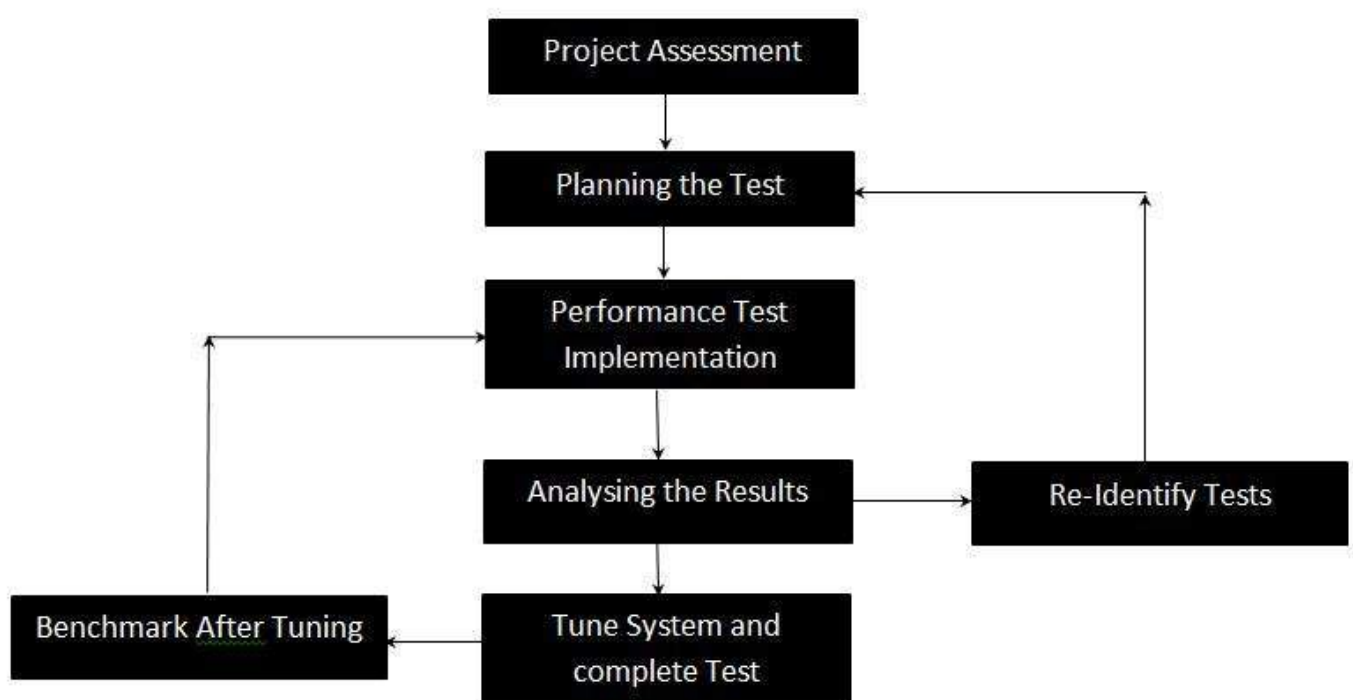 Project Assessment
Planning the Test
Performance Test
Implementation
Analysing the Results
Re-Identify Tests
Benchmark After Tuning
Tune System and
complete Test